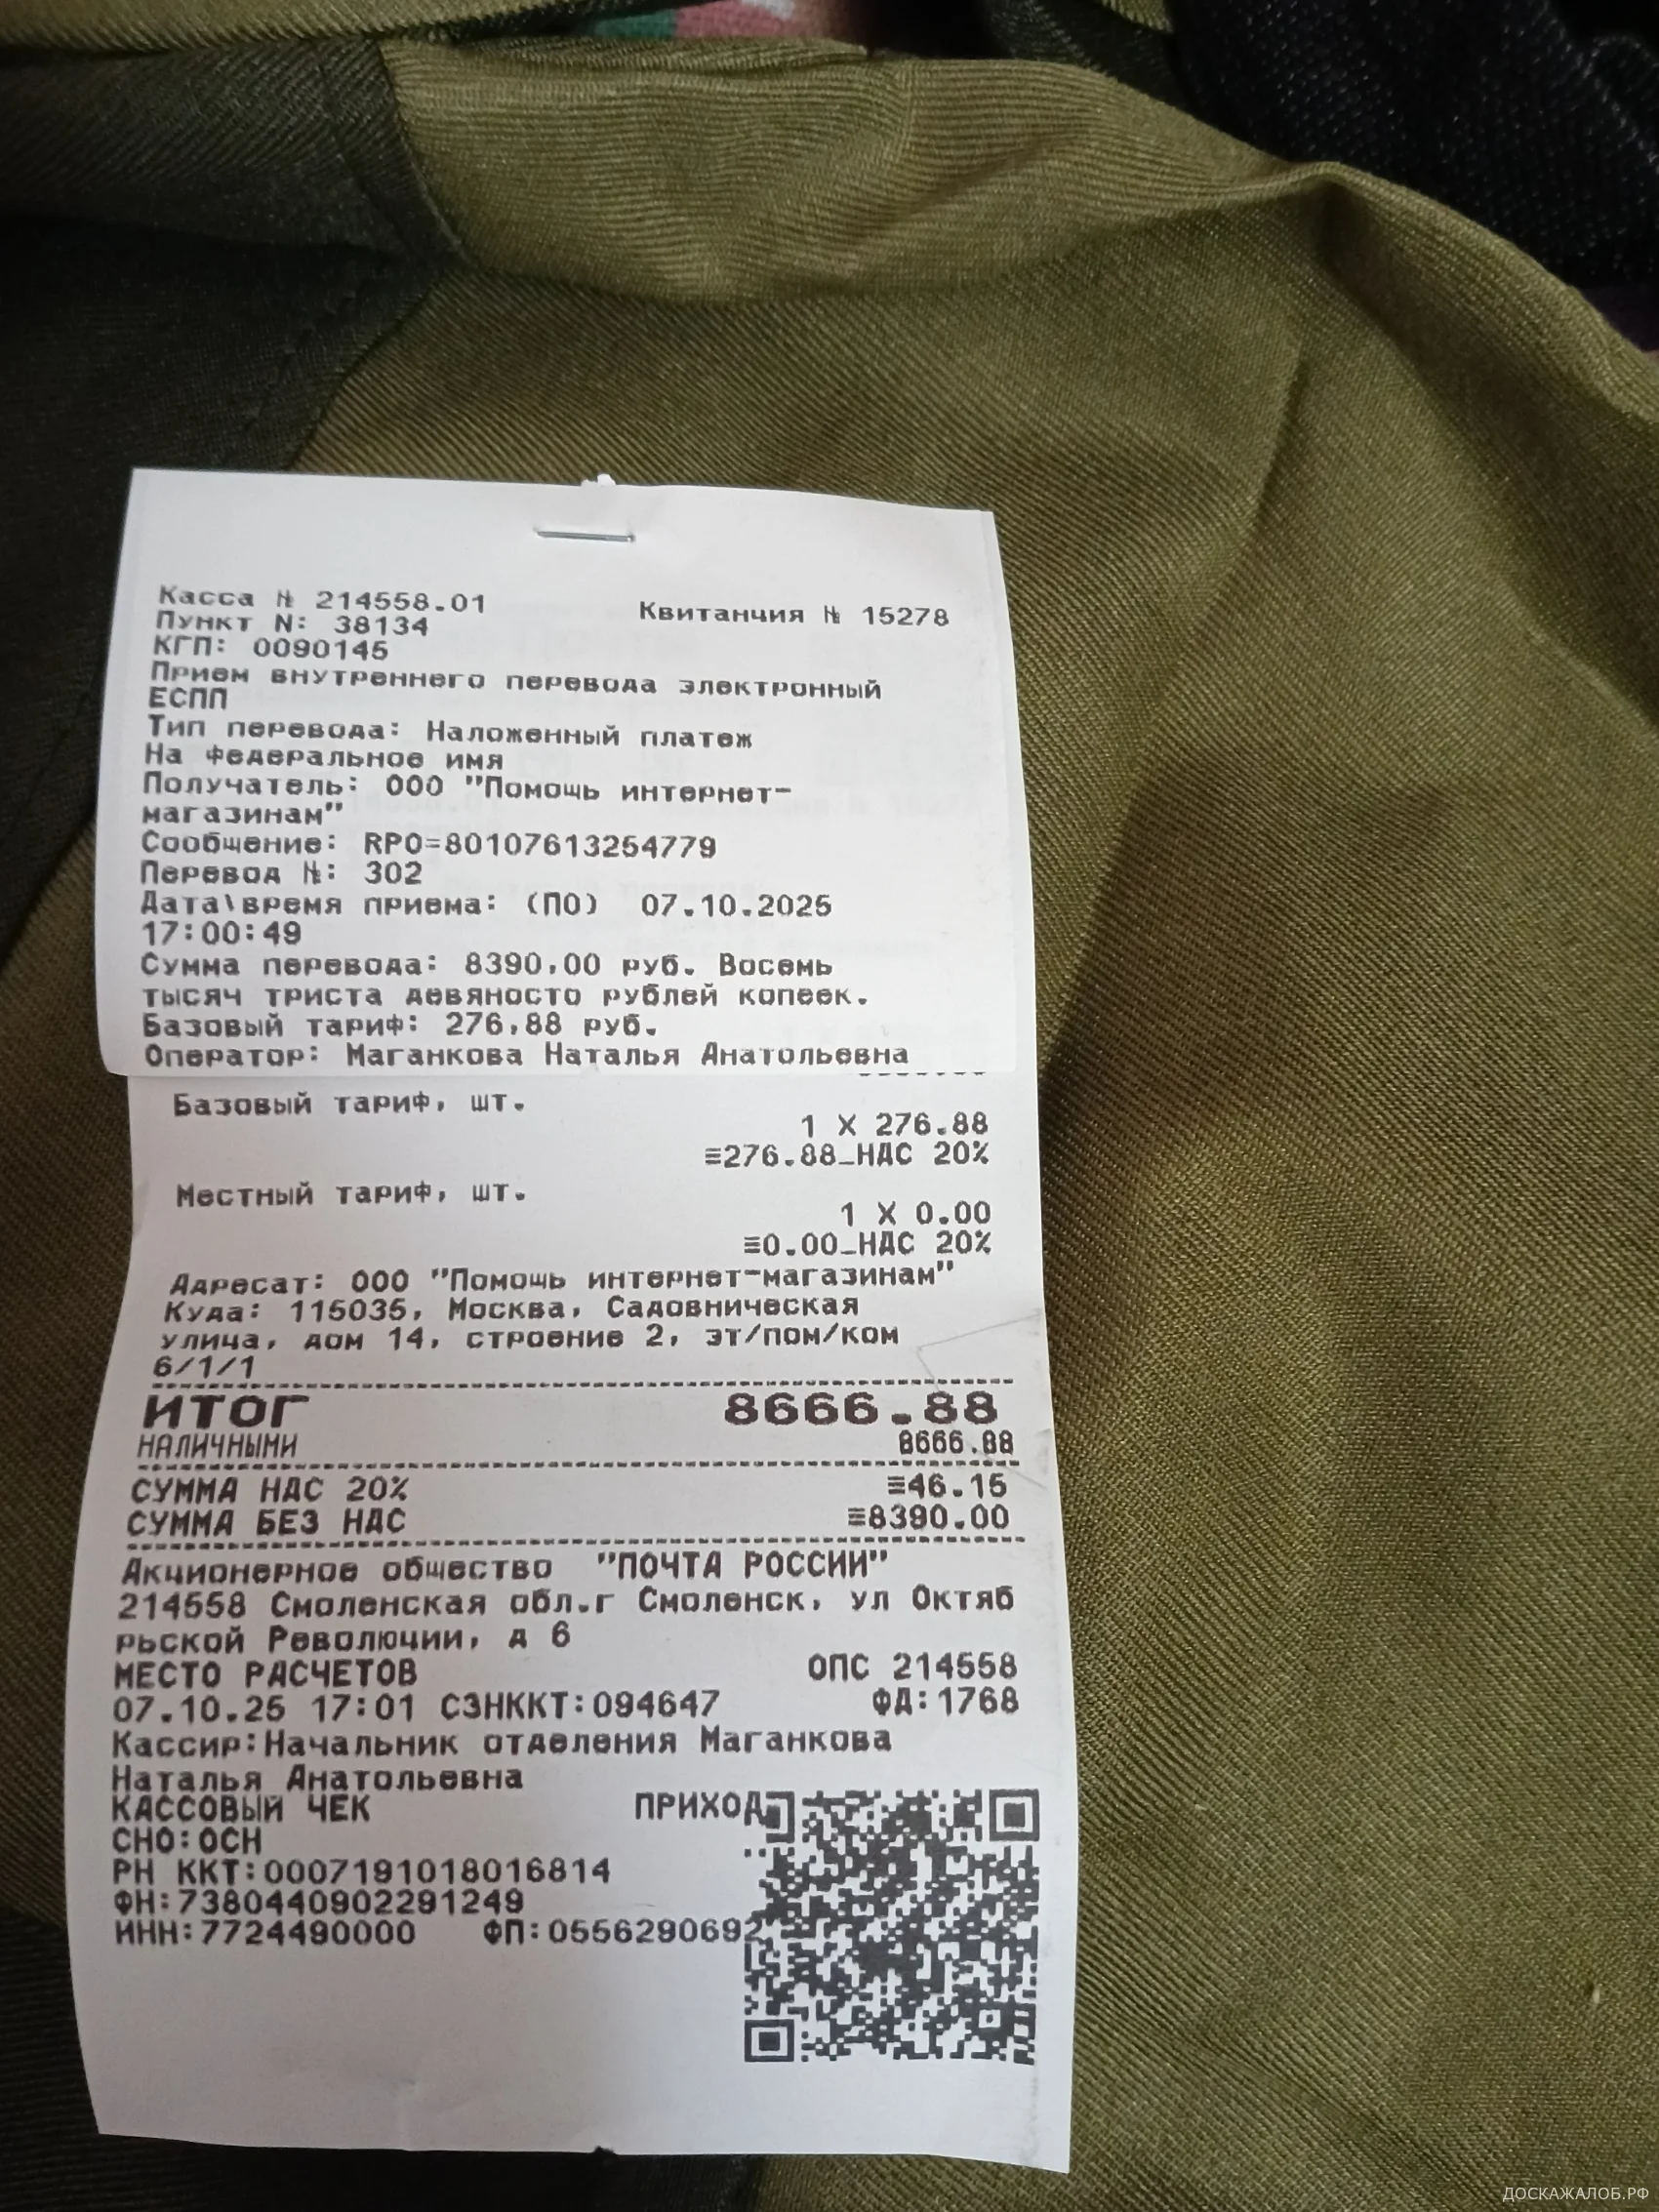 Касса № 214558.01
Квитанция № 15278
Пункт N: 38134
КГП: 0090145
Прием внутреннего перевода электронный
ЕСПП
Тип перевода: Наложенный платеж
На федеральное имя
Получатель: ООО "Помощь интернет-
магазинам"
Сообщение: RPO=80107613254779
Перевод №: 302
Дата\время приема: (ПО) 07.10.2025
17:00:49
Сумма перевода: 8390,00 руб. Восемь
тысяч триста девяносто рублей копеек.
Базовый тариф: 276,88 руб.
Оператор: Маганкова Наталья Анатольевна
Базовый тариф, шт.
1 X 276.88
≡276.88_НДС 20%
Местный тариф, шт.
1 X 0.00
≡0.00_НДС 20%
Адресат: ООО "Помощь интернет-магазинам"
Куда: 115035, Москва, Садовническая
улица, дом 14, строение 2, эт/пом/ком
6/1/1
ИТОГ 8666.88
НАЛИЧНЫМИ 8666.88
СУММА НДС 20% ≡46.15
СУММА БЕЗ НДС ≡8390.00
Акционерное общество "ПОЧТА РОССИИ"
214558 Смоленская обл.г Смоленск, ул Октяб
рьской Революции, д 6
МЕСТО РАСЧЕТОВ ОПС 214558
07.10.25 17:01 СЗНККТ:094647 ФД:1768
Кассир:Начальник отделения Маганкова
Наталья Анатольевна
КАССОВЫЙ ЧЕК ПРИХОД
СНО:ОСН
РН ККТ:0007191018016814
ФН:7380440902291249
ИНН:7724490000 ФП:0556290692
ДОСКАЖАЛОБ.РФ